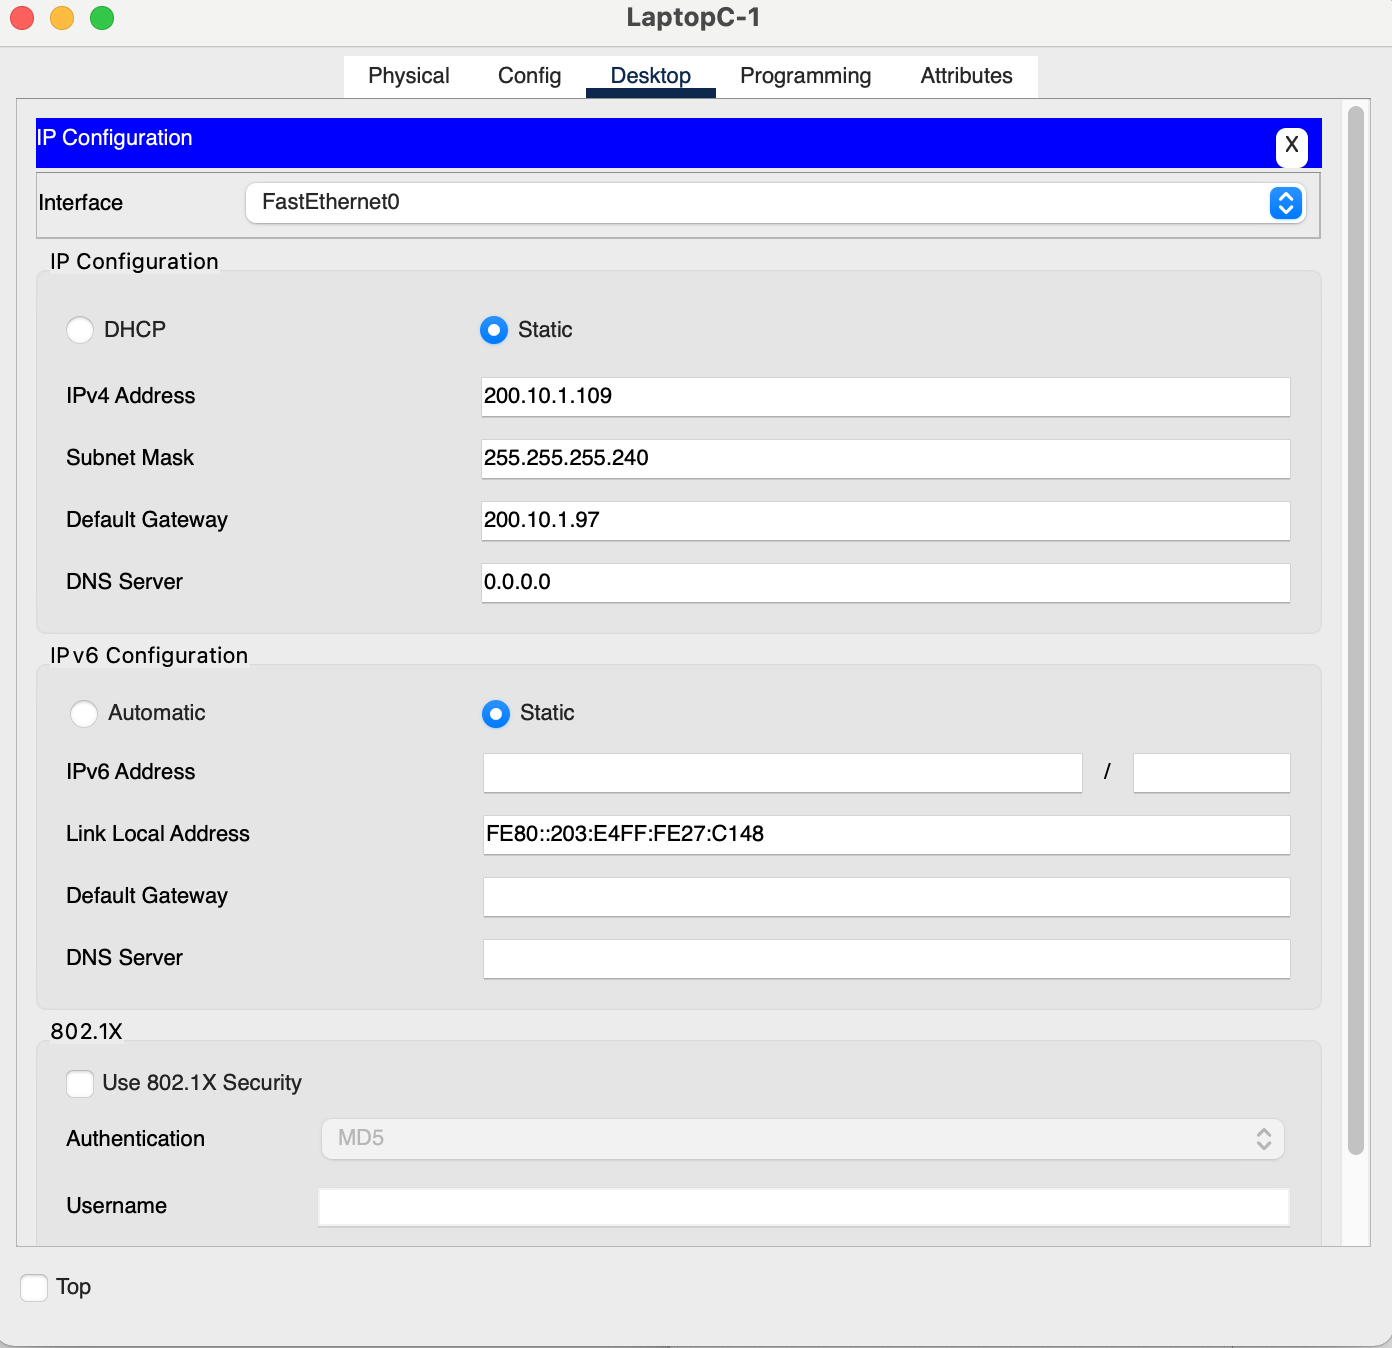 LaptopC-1
Physical Config Desktop Programming Attributes
IP Configuration
X
Interface FastEthernet0
IP Configuration
DHCP Static
IPv4 Address 200.10.1.109
Subnet Mask 255.255.255.240
Default Gateway 200.10.1.97
DNS Server 0.0.0.0
IPv6 Configuration
Automatic Static
IPv6 Address /
Link Local Address FE80::203:E4FF:FE27:C148
Default Gateway
DNS Server
802.1X
Use 802.1X Security
Authentication MD5
Username
Top